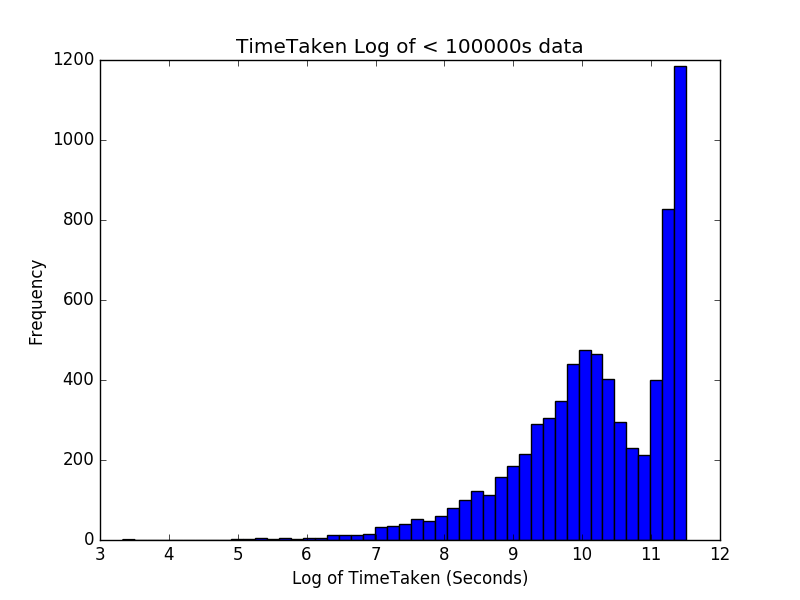 TimeTaken Log of < 100000s data
1200
1000
800
600
400
200
0
Frequency
3 4 5 6 7 8 9 10 11 12
Log of TimeTaken (Seconds)